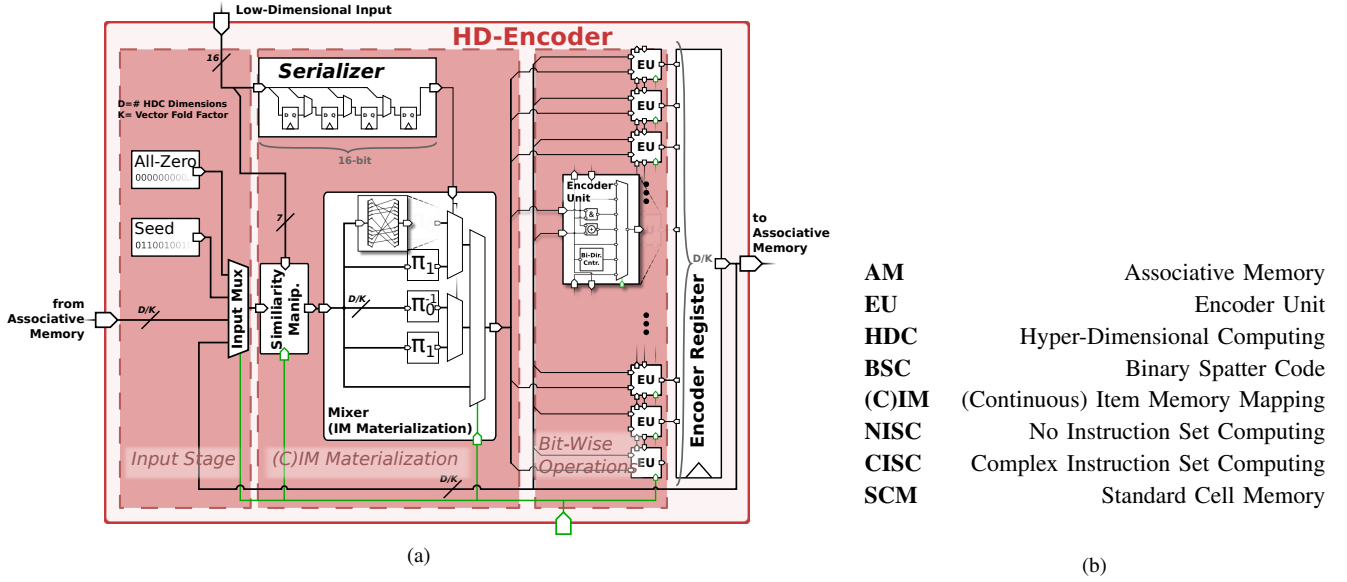 Low-Dimensional Input
HD-Encoder
16
Serializer
D=# HDC Dimensions
K= Vector Fold Factor
D Q
D Q
D Q
D Q
16-bit
All-Zero
000000000
7
Seed
0110010010
Input Mux
Similiarity
Manip.
from
Associative
Memory
D/K
D/K
π1
π0-1
π1
Mixer
(IM Materialization)
EU
EU
EU
Encoder
Unit
&
Bi-Dir.
Cntr.
EU
EU
EU
D/K
Encoder Register
to
Associative
Memory
Input Stage
(C)IM Materialization
Bit-Wise
Operations
D/K
(a)
AM Associative Memory
EU Encoder Unit
HDC Hyper-Dimensional Computing
BSC Binary Spatter Code
(C)IM (Continuous) Item Memory Mapping
NISC No Instruction Set Computing
CISC Complex Instruction Set Computing
SCM Standard Cell Memory
(b)